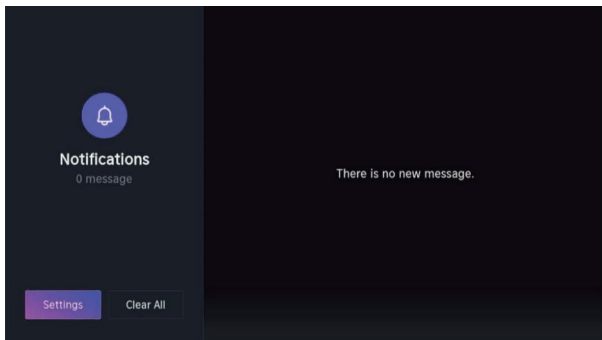 Notifications
0 message
Settings
Clear All
There is no new message.